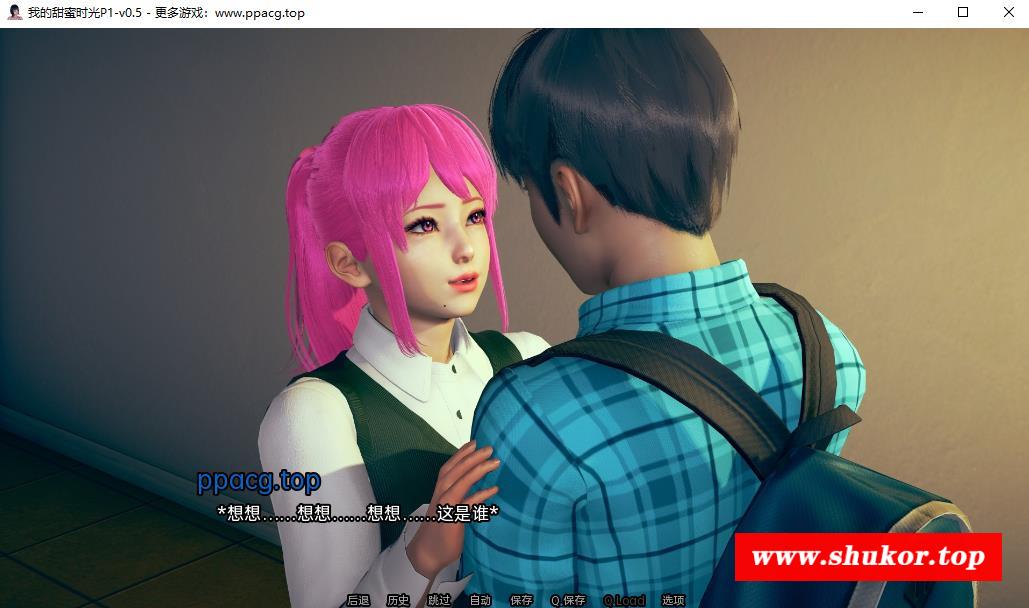 我的甜蜜时光P1-v0.5 - 更多游戏：www.ppacg.top
ppacg.top
*想想……想想……想想……这是谁*
www.shukor.top
后退 历史 跳过 自动 保存 Q.保存 Q.Load 选项